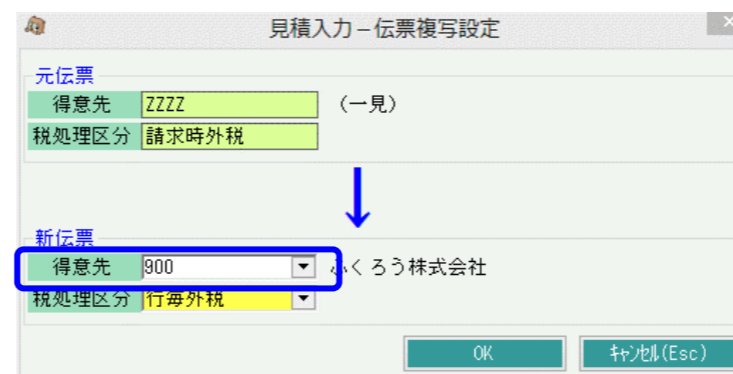 見積入力－伝票複写設定
元伝票
得意先 ZZZZ （一見）
税処理区分 請求時外税
新伝票
得意先 900 ふくろう株式会社
税処理区分 行毎外税
OK ｷｬﾝｾﾙ(Esc)